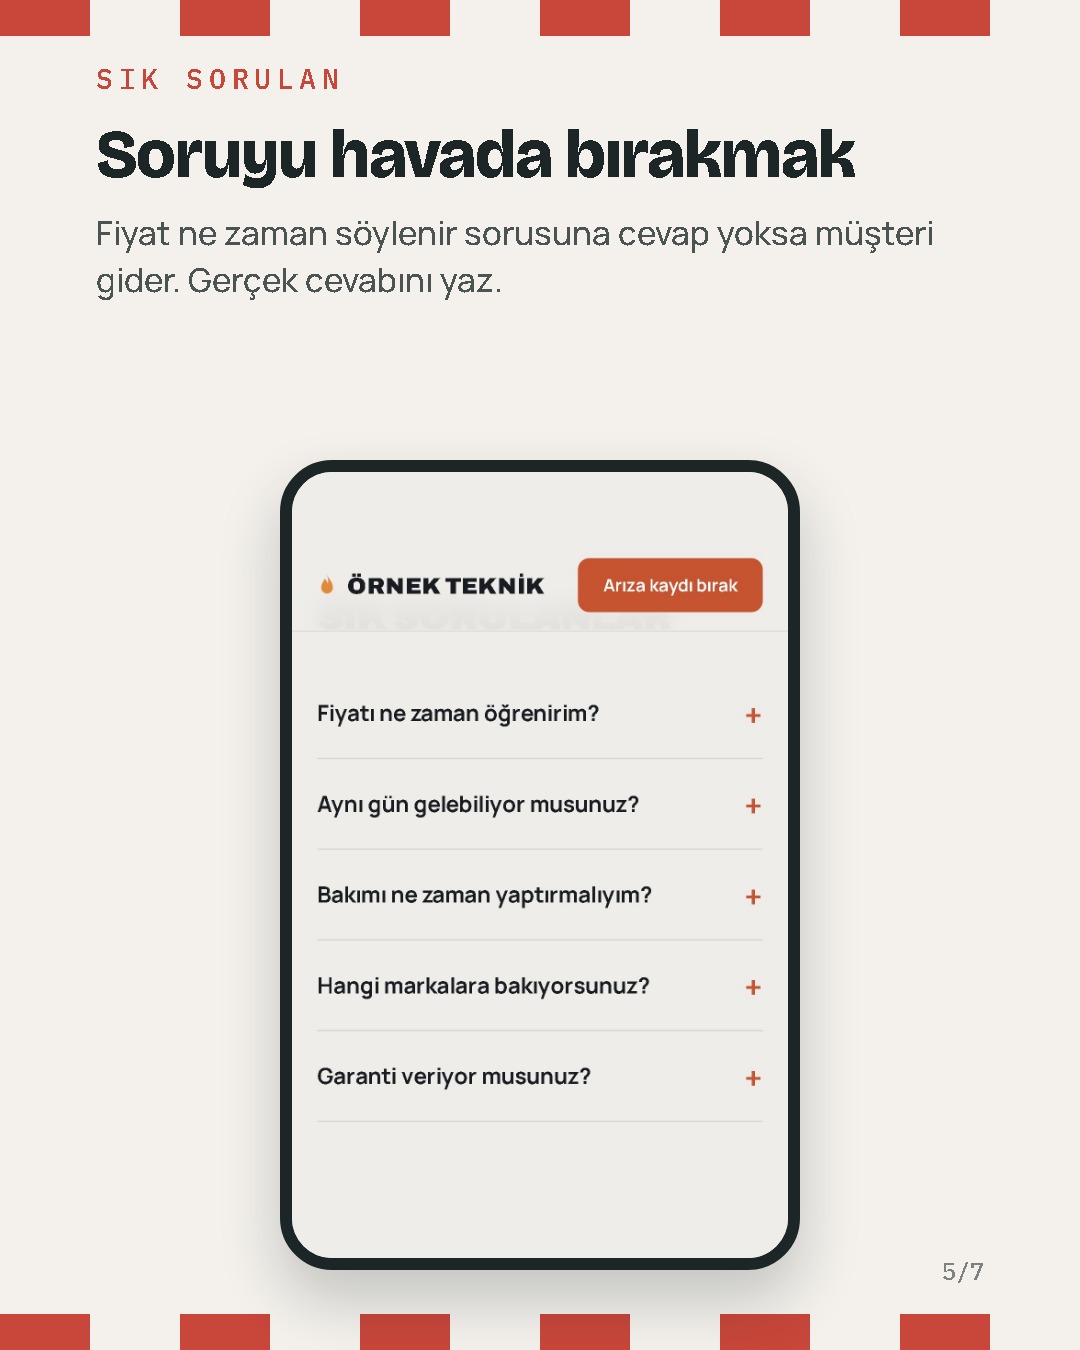 SIK SORULAN
Soruyu havada bırakmak
Fiyat ne zaman söylenir sorusuna cevap yoksa müşteri
gider. Gerçek cevabını yaz.
ÖRNEK TEKNİK
Arıza kaydı bırak
SIK SORULANLAR
Fiyatı ne zaman öğrenirim?
+
Aynı gün gelebiliyor musunuz?
+
Bakımı ne zaman yaptırmalıyım?
+
Hangi markalara bakıyorsunuz?
+
Garanti veriyor musunuz?
+
5/7